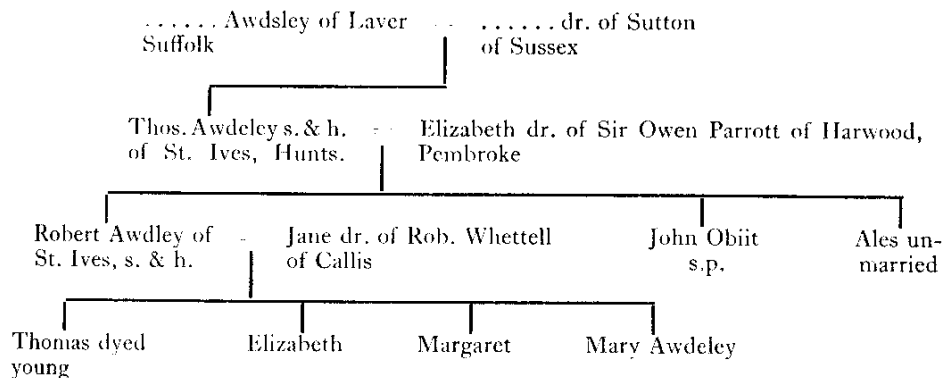 ...... Awdsley of Laver - ...... dr. of Sutton
Suffolk of Sussex
Thos. Awdeley s. & h. - Elizabeth dr. of Sir Owen Parrott of Harwood,
of St. Ives, Hunts. Pembroke
Robert Awdley of - Jane dr. of Rob. Whettell John Obiit Ales un-
St. Ives, s. & h. of Callis s.p. married
Thomas dyed Elizabeth Margaret Mary Awdeley
young